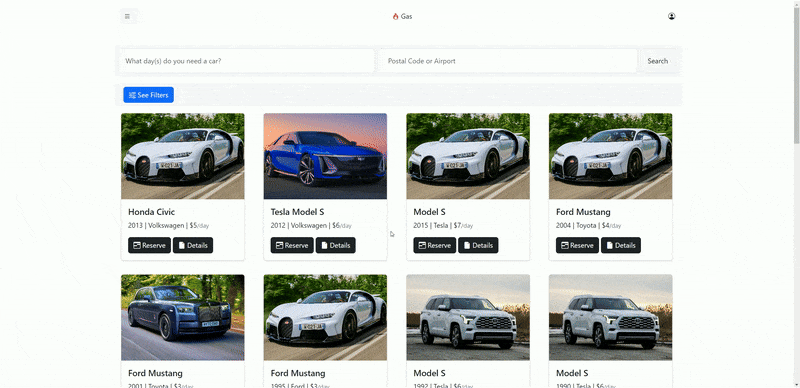 Gas
What day(s) do you need a car?
Postal Code or Airport
Search
See Filters
Honda Civic
2013 | Volkswagen | $5/day
Reserve
Details
Tesla Model S
2012 | Volkswagen | $6/day
Reserve
Details
Model S
2015 | Tesla | $7/day
Reserve
Details
Ford Mustang
2004 | Toyota | $4/day
Reserve
Details
Ford Mustang
2001 | Toyota | $3/day
Ford Mustang
1995 | Ford | $3/day
Model S
1992 | Tesla | $6/day
Model S
1990 | Tesla | $6/day